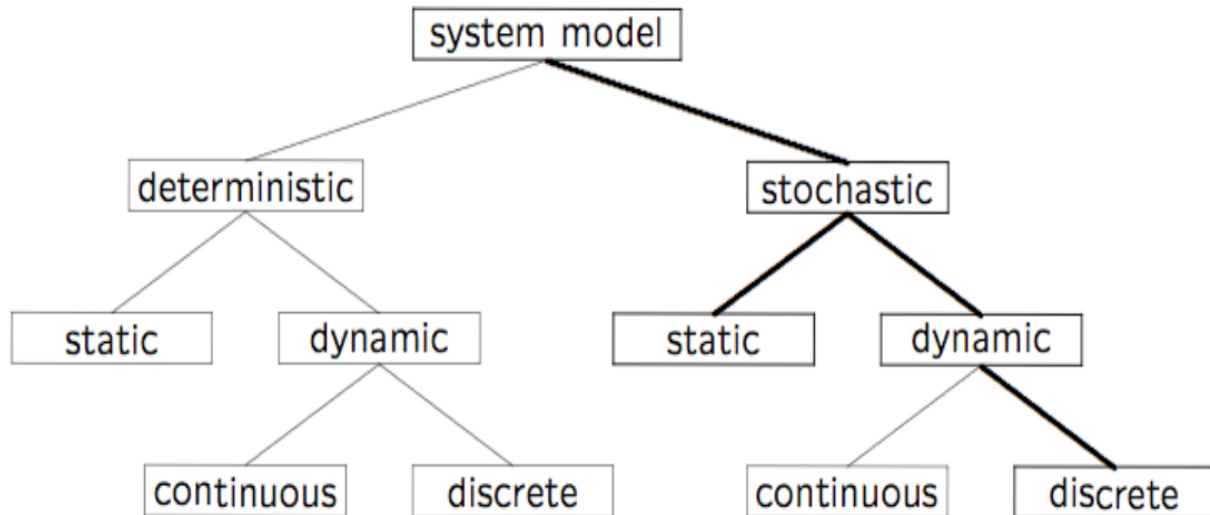 system model
deterministic
stochastic
static
dynamic
static
dynamic
continuous
discrete
continuous
discrete